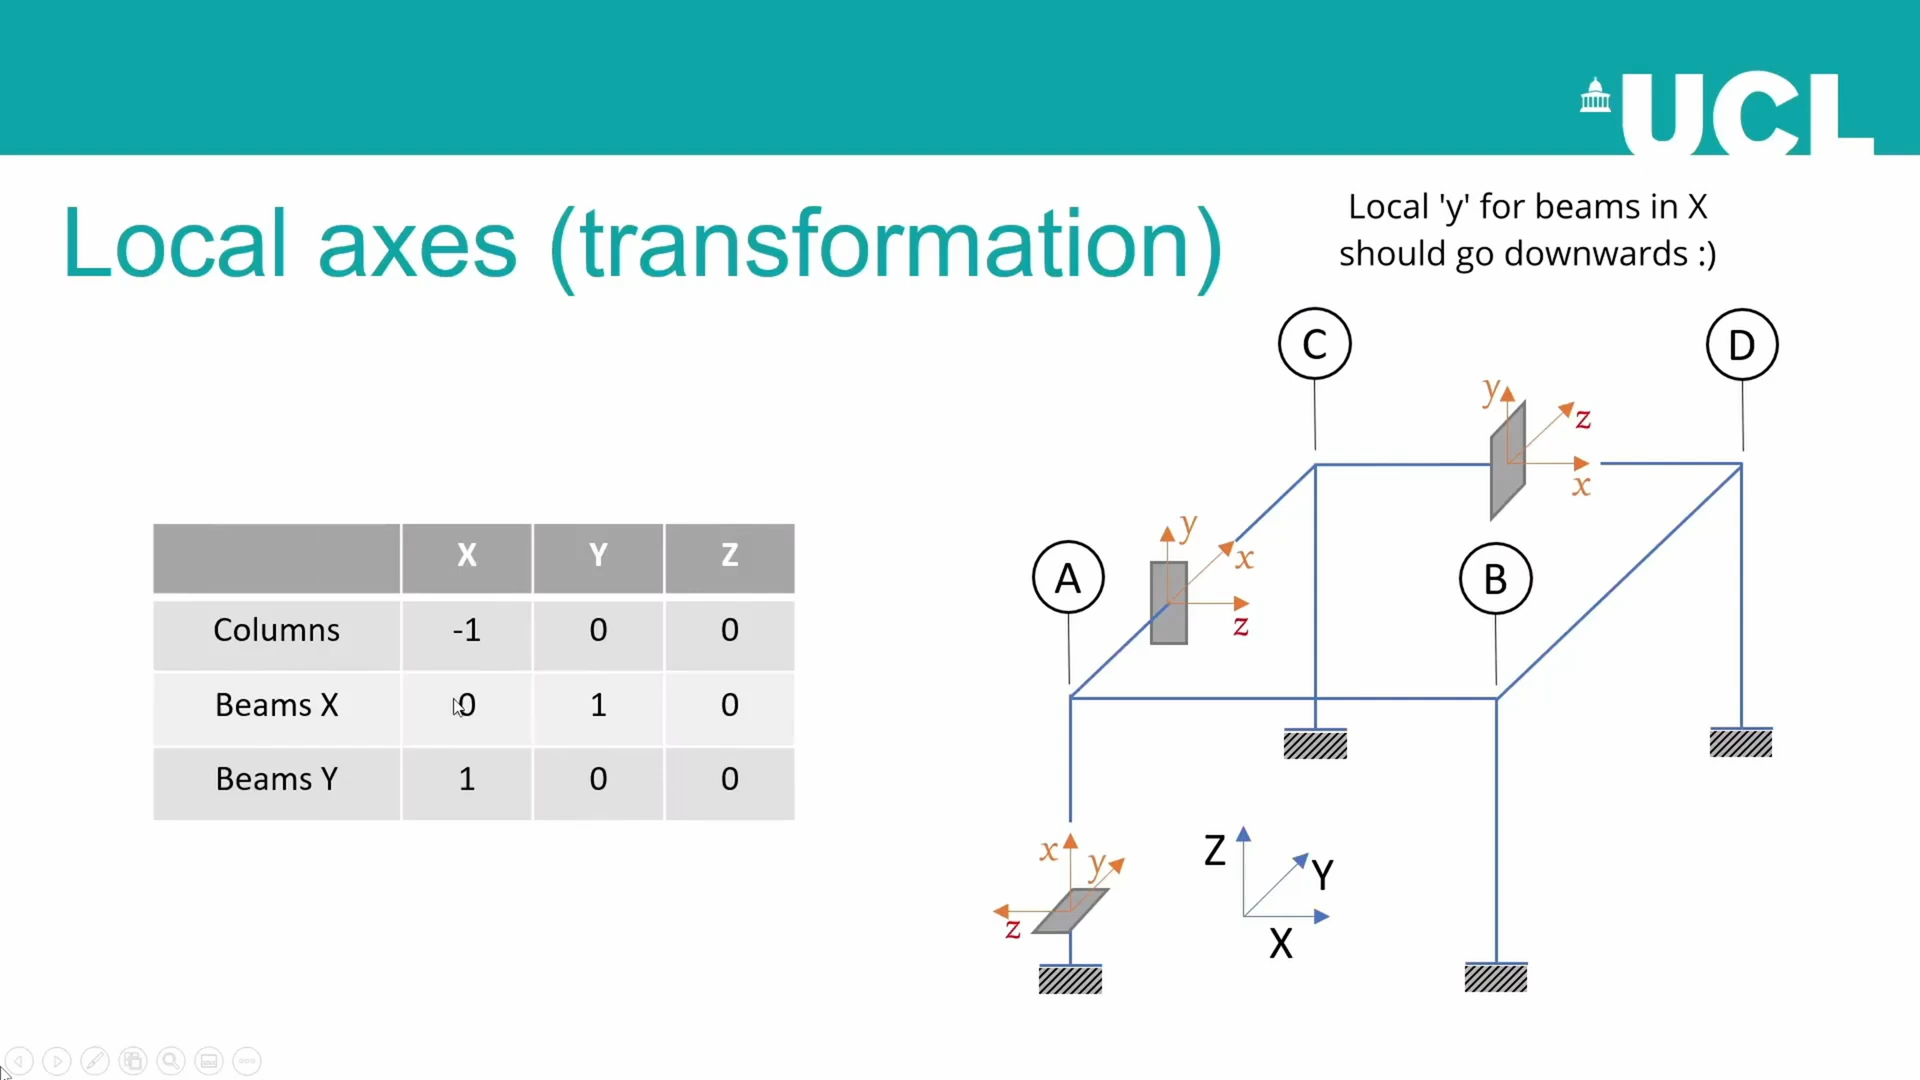 UCL
Local axes (transformation)
Local 'y' for beams in X
should go downwards :)
X Y Z
Columns -1 0 0
Beams X 0 1 0
Beams Y 1 0 0
C
D
y
z
x
A
y
x
z
B
x
y
z
Z
Y
X